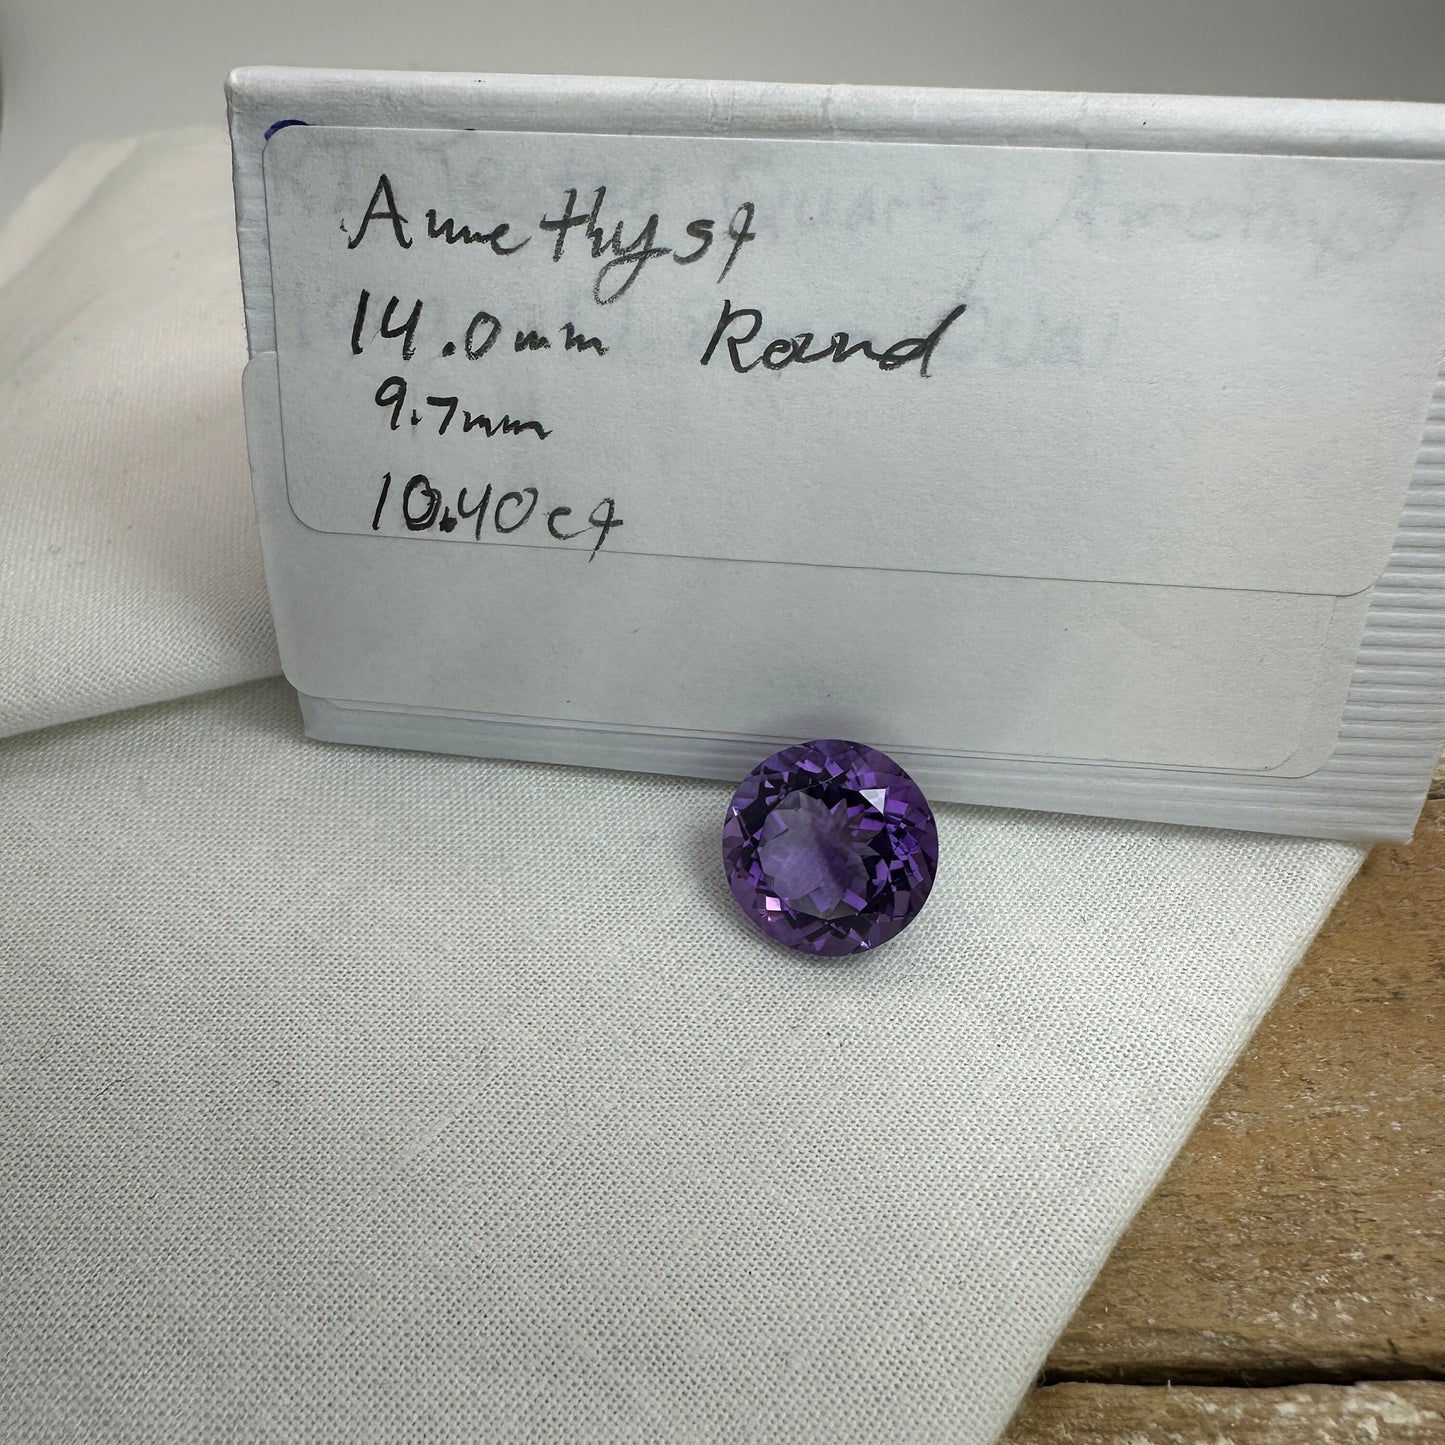 Amethyst
14.0mm Round
9.7mm
10.40ct